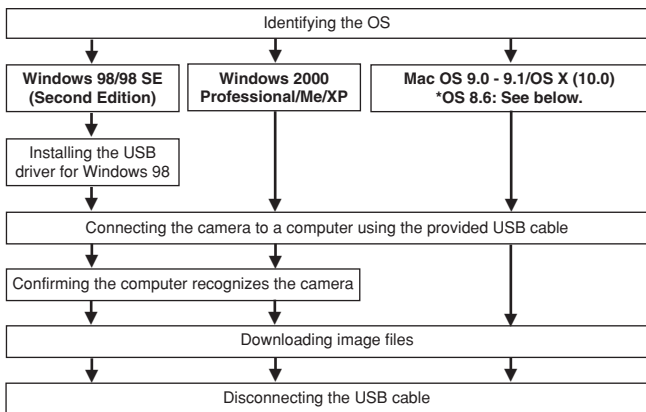 Identifying the OS
Windows 98/98 SE
(Second Edition)
Windows 2000
Professional/Me/XP
Mac OS 9.0 - 9.1/OS X (10.0)
*OS 8.6: See below.
Installing the USB
driver for Windows 98
Connecting the camera to a computer using the provided USB cable
Confirming the computer recognizes the camera
Downloading image files
Disconnecting the USB cable